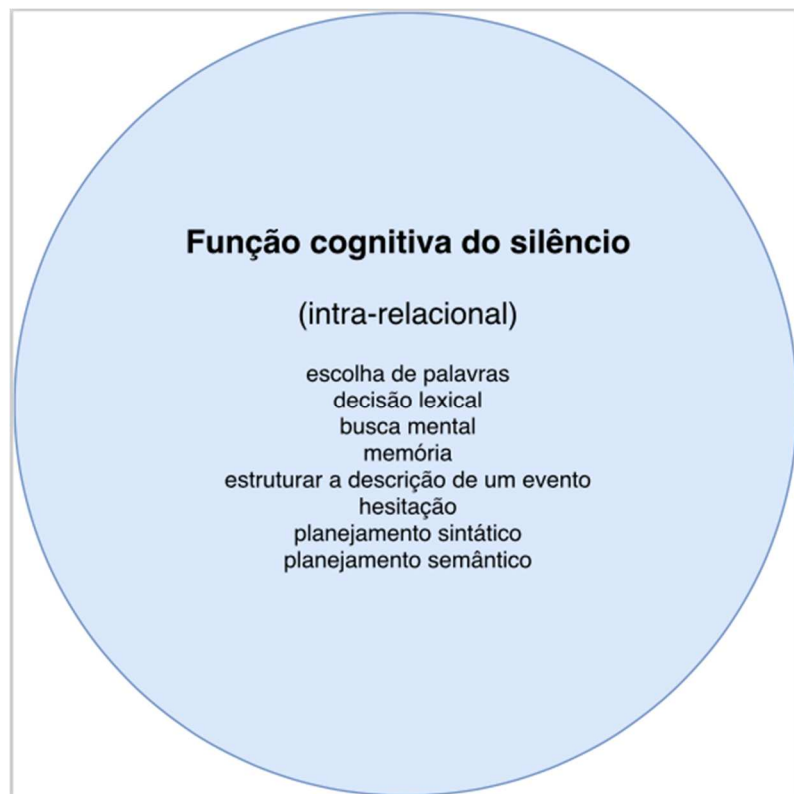 Função cognitiva do silêncio
(intra-relacional)
escolha de palavras
decisão lexical
busca mental
memória
estruturar a descrição de um evento
hesitação
planejamento sintático
planejamento semântico